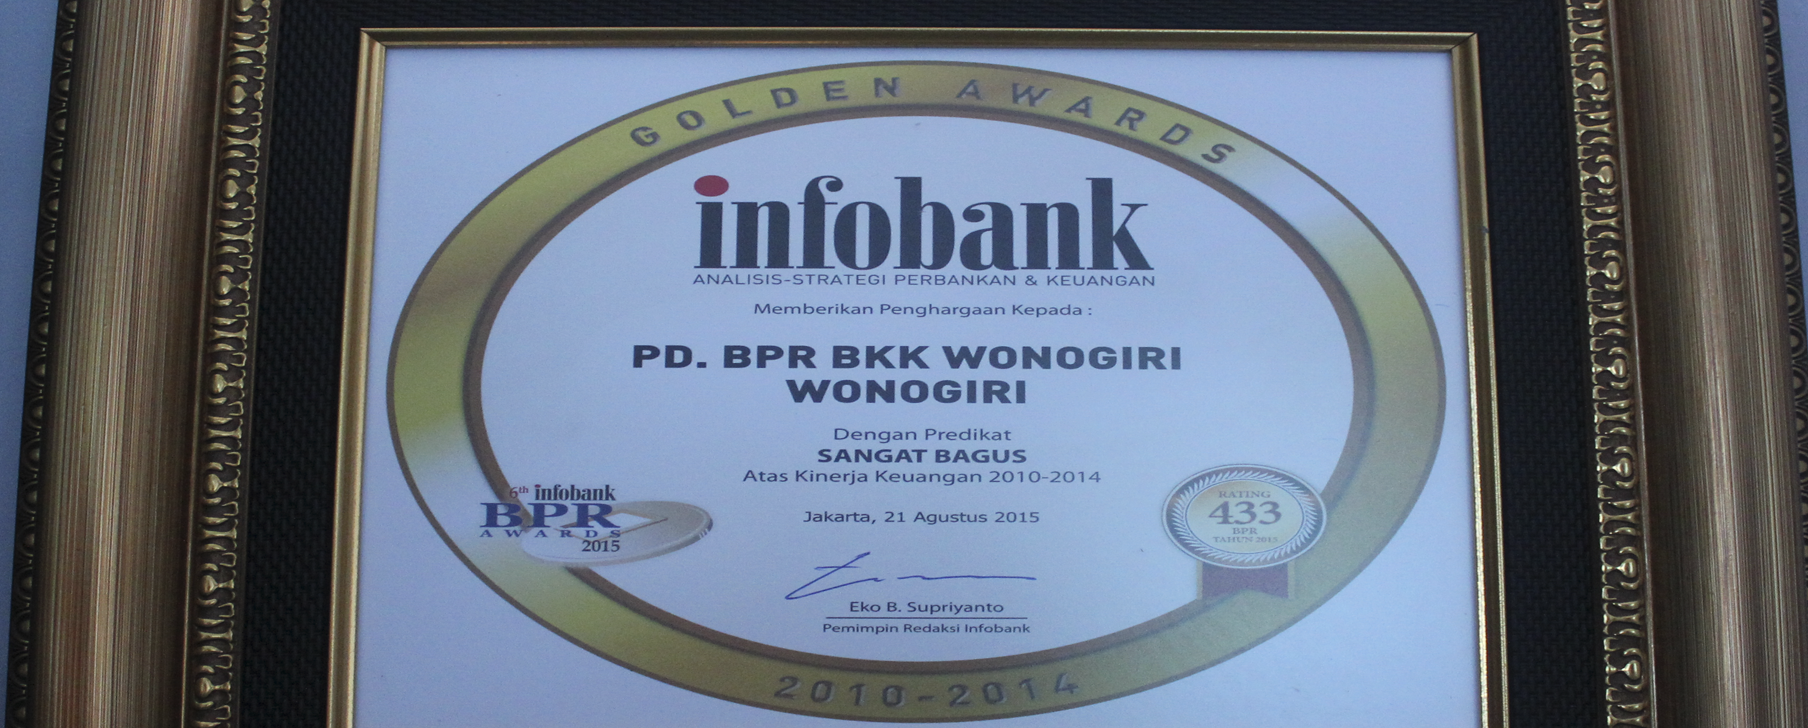 GOLDEN AWARDS
infobank
ANALISIS-STRATEGI PERBANKAN & KEUANGAN
Memberikan Penghargaan Kepada :
PD. BPR BKK WONOGIRI
WONOGIRI
Dengan Predikat
SANGAT BAGUS
Atas Kinerja Keuangan 2010-2014
Jakarta, 21 Agustus 2015
6th infobank
BPR
AWARDS
2015
RATING
433
BPR
TAHUN 2015
Eko B. Supriyanto
Pemimpin Redaksi Infobank
2010-2014